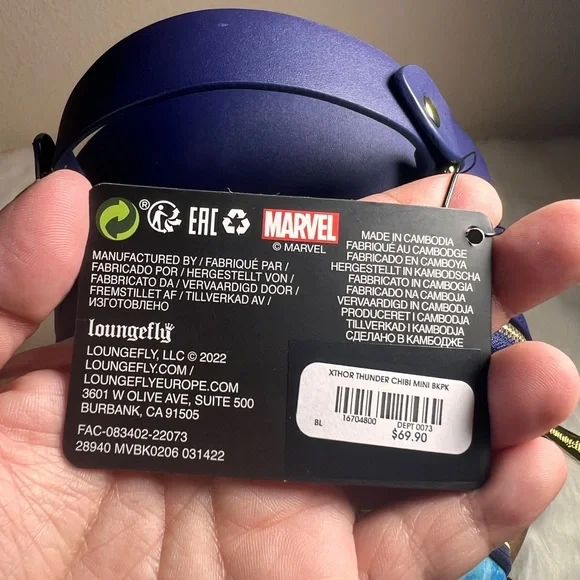 ® EAC MARVEL
© MARVEL
MANUFACTURED BY / FABRIQUÉ PAR /
FABRICADO POR / HERGESTELLT VON /
FABBRICATO DA / VERVAARDIGD DOOR /
FREMSTILLET AF / TILLVERKAD AV /
ИЗГОТОВЛЕНО
loungefly
LOUNGEFLY, LLC © 2022
LOUNGEFLY.COM /
LOUNGEFLYEUROPE.COM
3601 W OLIVE AVE, SUITE 500
BURBANK, CA 91505
FAC-083402-22073
28940 MVBK0206 031422
MADE IN CAMBODIA
FABRIQUÉ AU CAMBODGE
FABRICADO EN CAMBOYA
HERGESTELLT IN KAMBODSCHA
FABBRICATO IN CAMBOGIA
FABRICADO NA CAMBOJA
VERVAARDIGD IN CAMBODJA
PRODUCERET I CAMBODJA
TILLVERKAD I KAMBODJA
СДЕЛАНО В КАМБОДЖЕ
XTHOR THUNDER CHIBI MINI BKPK
BL 16704800 DEPT 0073
$69.90
loungefly